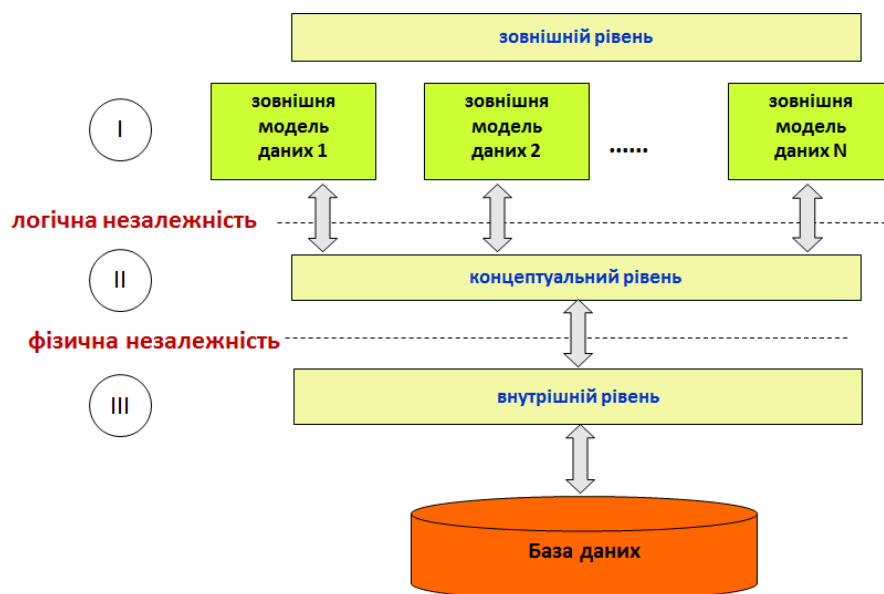 зовнішній рівень
I
зовнішня
модель
даних 1
зовнішня
модель
даних 2
......
зовнішня
модель
даних N
логічна незалежність
II
концептуальний рівень
фізична незалежність
III
внутрішній рівень
База даних